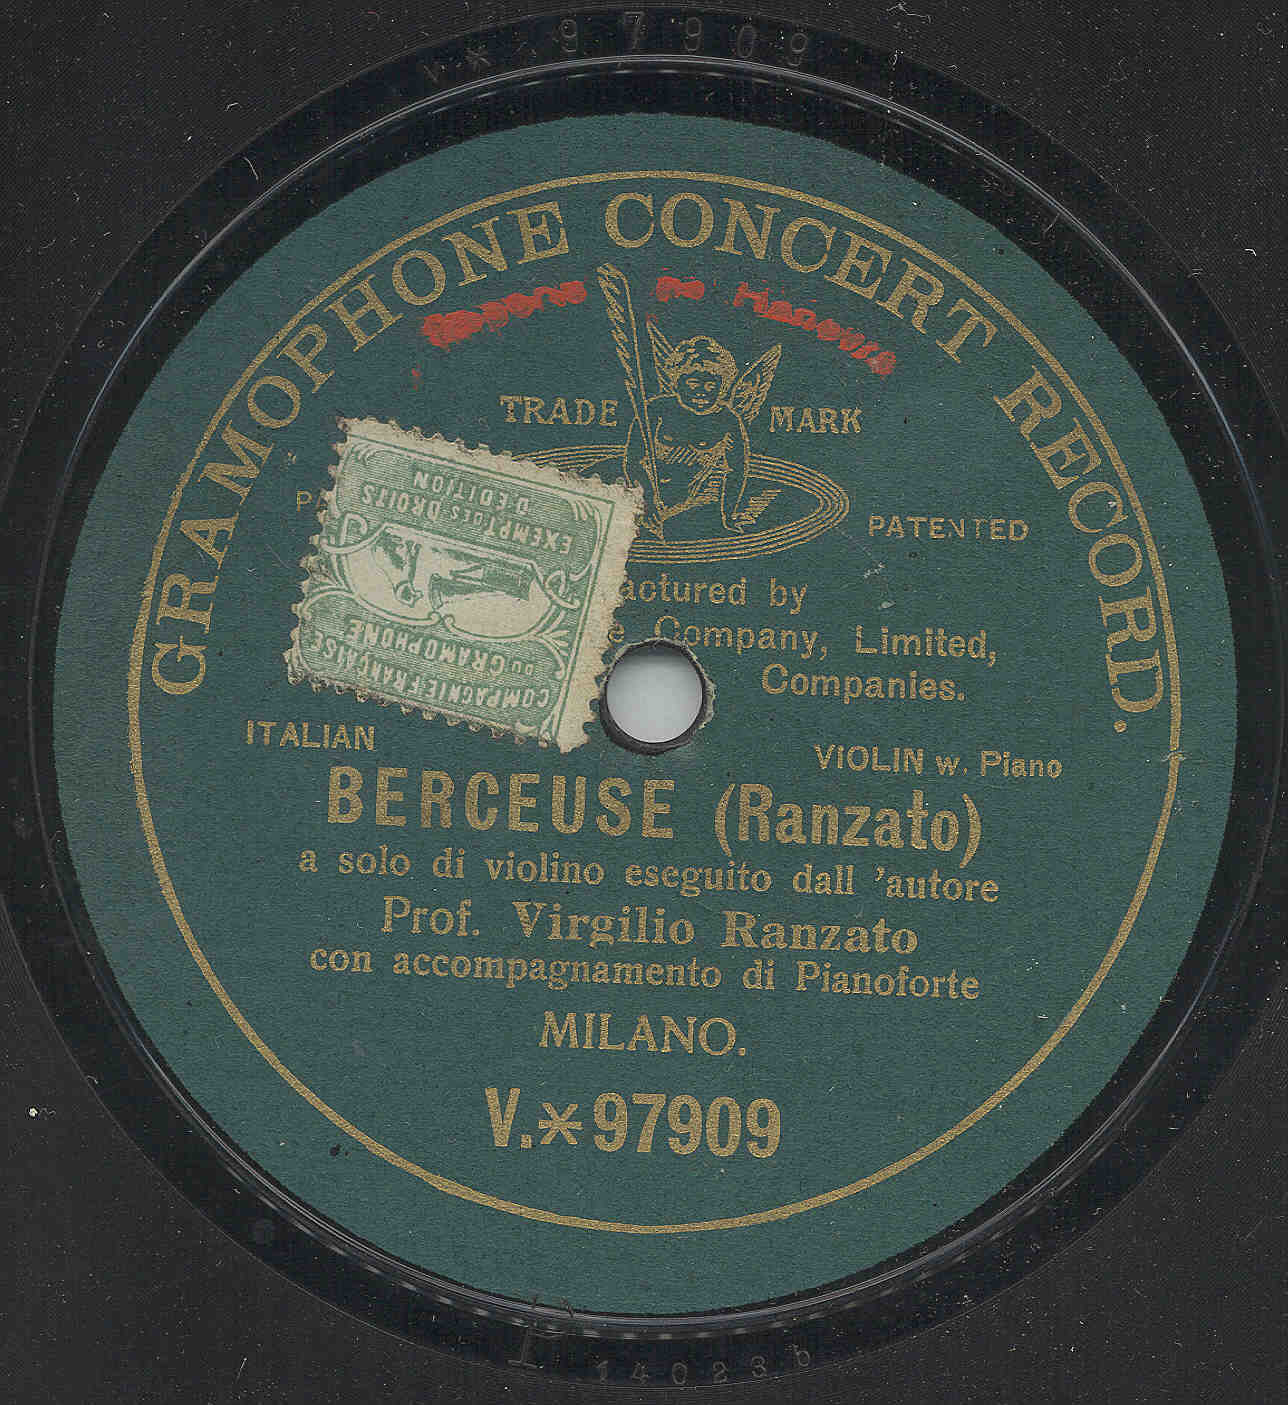 V*97909
GRAMOPHONE CONCERT RECORD.
TRADE MARK
PATENTED
actured by
Company, Limited,
Companies.
COMPAGNIE FRANÇAISE
DU GRAMOPHONE
EXEMPT DES DROITS
D'EDITION
ITALIAN
VIOLIN w. Piano
BERCEUSE (Ranzato)
a solo di violino eseguito dall 'autore
Prof. Virgilio Ranzato
con accompagnamento di Pianoforte
MILANO.
V.*97909
14023b